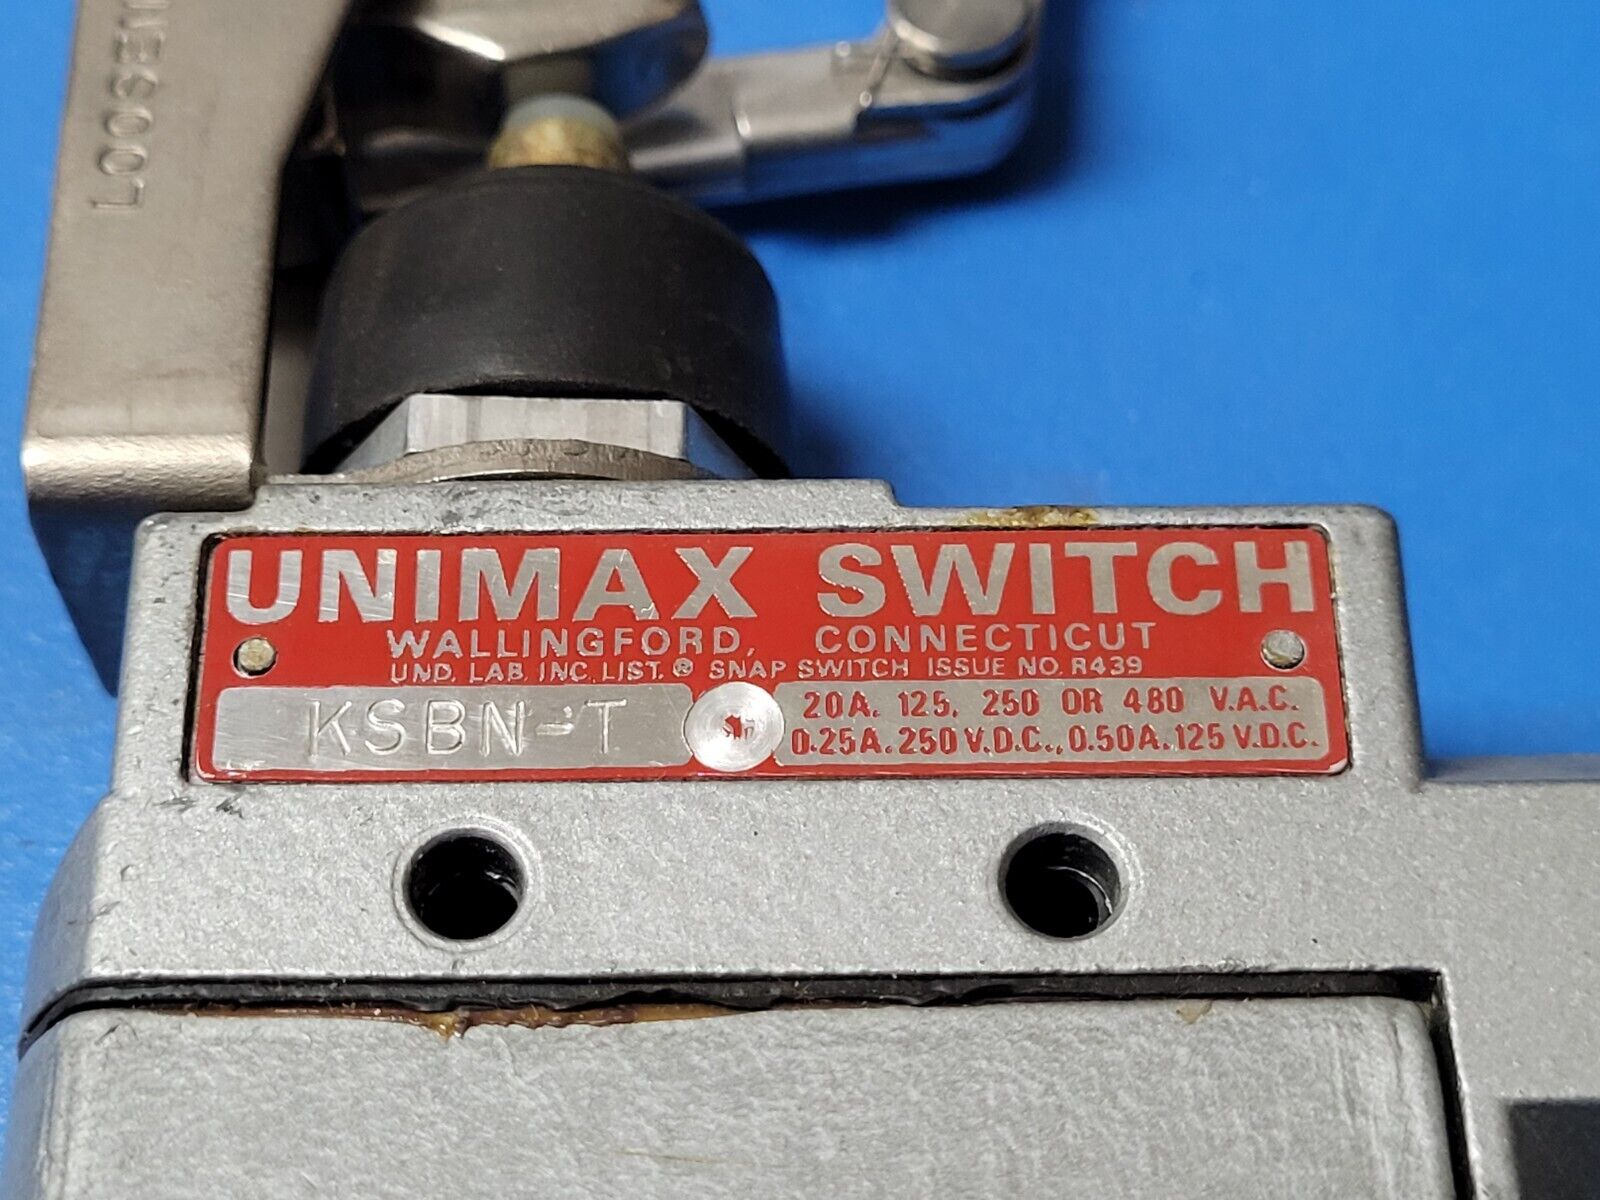 LOOSEN
UNIMAX SWITCH
WALLINGFORD, CONNECTICUT
UND. LAB. INC. LIST. ® SNAP SWITCH ISSUE NO. R439
KSBN-T
20A. 125, 250 OR 480 V.A.C.
0.25A. 250 V.D.C., 0.50A. 125 V.D.C.